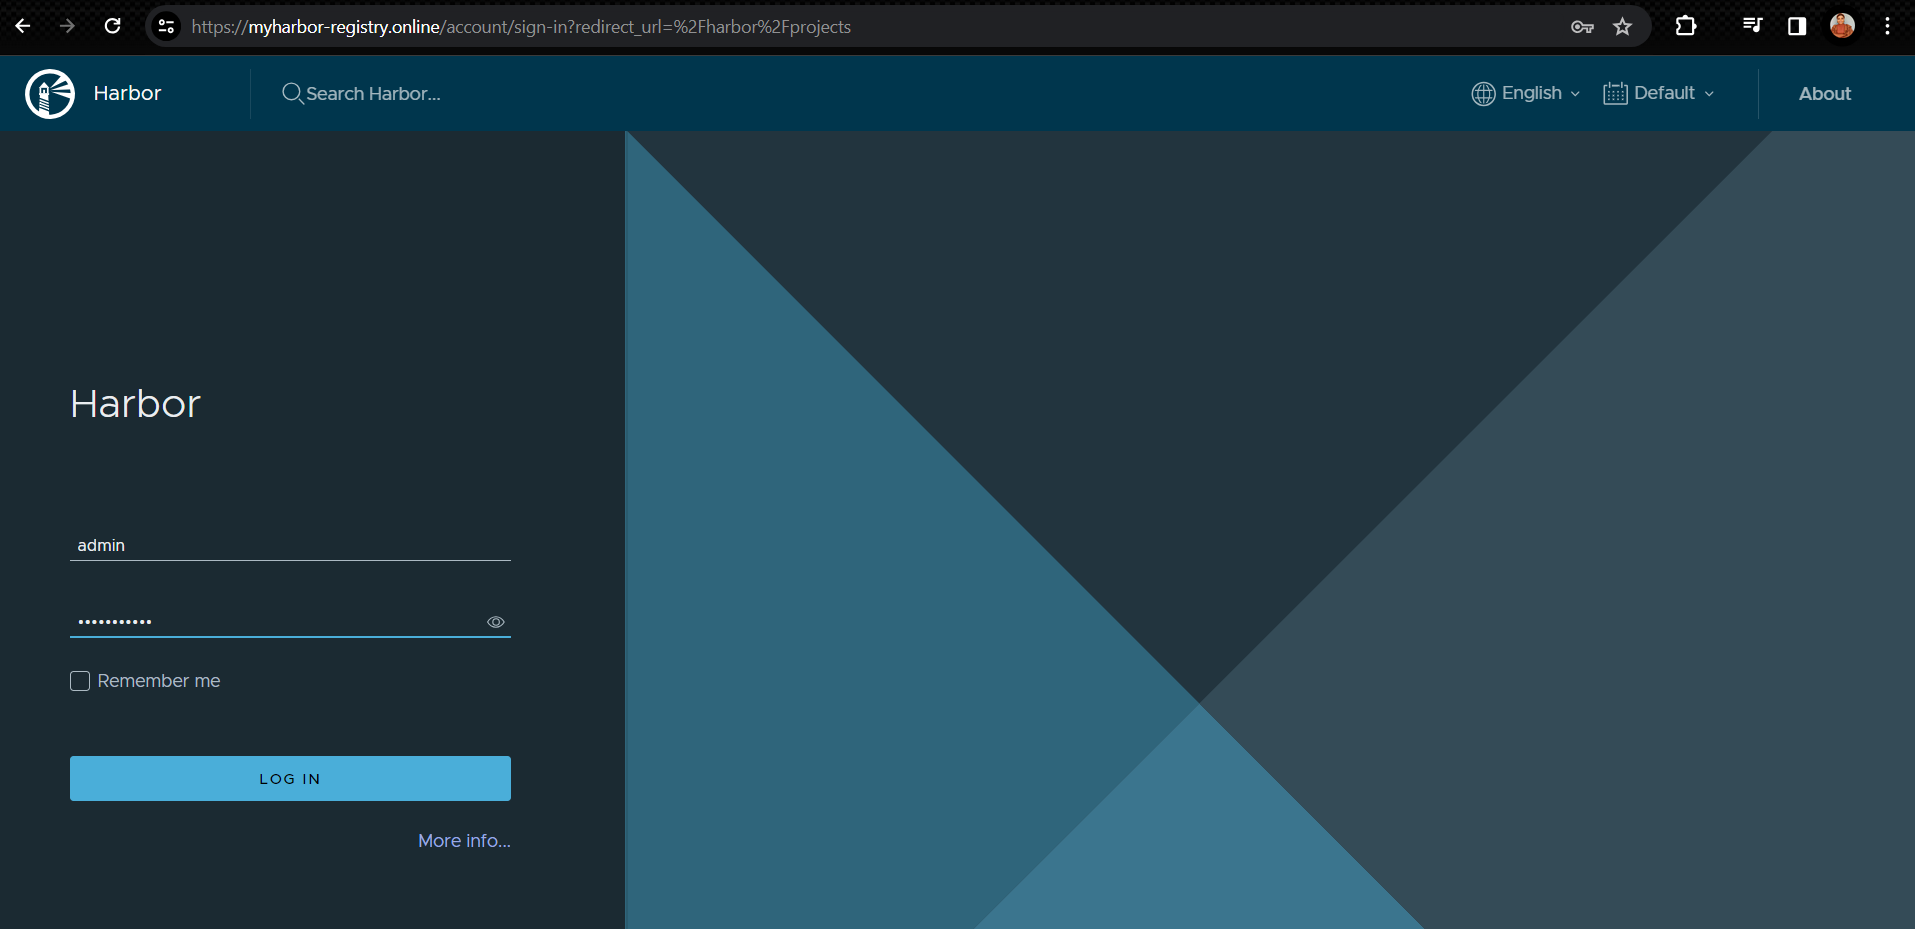 https://myharbor-registry.online/account/sign-in?redirect_url=%2Fharbor%2Fprojects
Harbor
Search Harbor...
English
Default
About
Harbor
admin
•••••••••••
Remember me
LOG IN
More info...